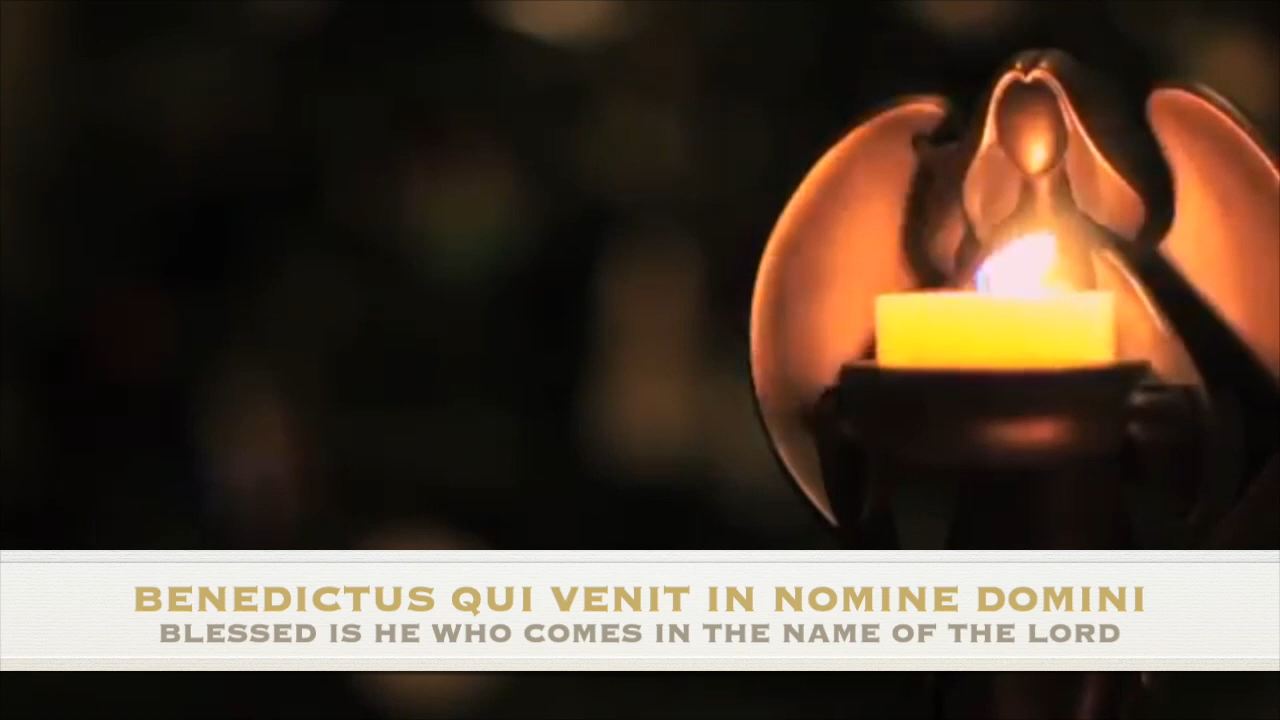 BENEDICTUS QUI VENIT IN NOMINE DOMINI
BLESSED IS HE WHO COMES IN THE NAME OF THE LORD